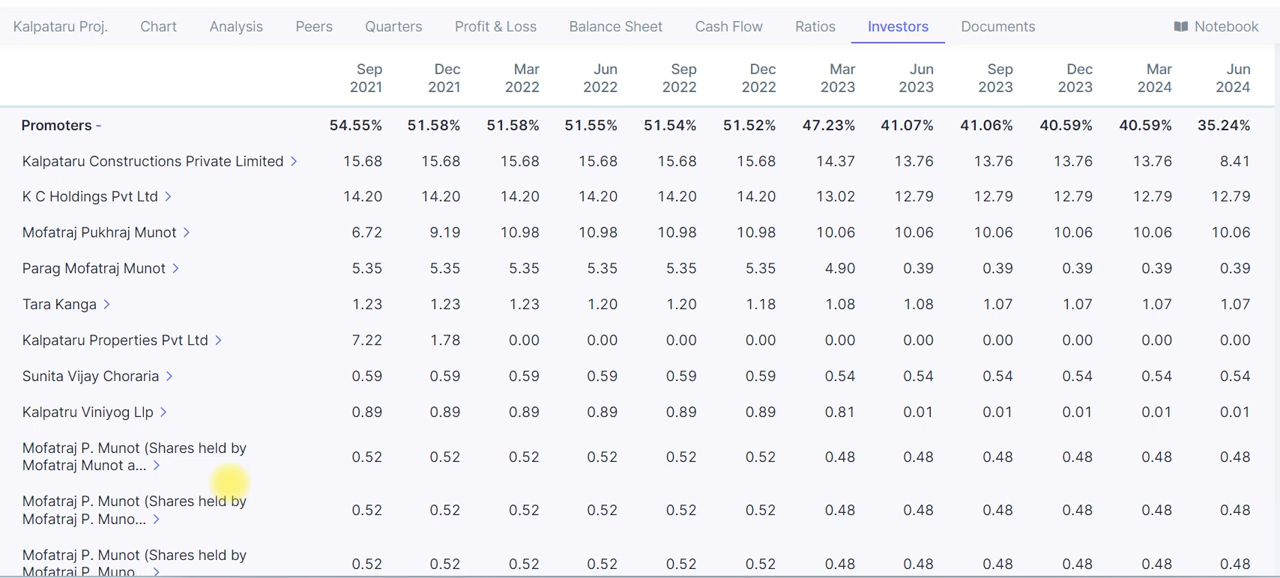 Kalpataru Proj. Chart Analysis Peers Quarters Profit & Loss Balance Sheet Cash Flow Ratios Investors Documents Notebook
Sep Dec Mar Jun Sep Dec Mar Jun Sep Dec Mar Jun
2021 2021 2022 2022 2022 2022 2023 2023 2023 2023 2024 2024
Promoters - 54.55% 51.58% 51.58% 51.55% 51.54% 51.52% 47.23% 41.07% 41.06% 40.59% 40.59% 35.24%
Kalpataru Constructions Private Limited > 15.68 15.68 15.68 15.68 15.68 15.68 14.37 13.76 13.76 13.76 13.76 8.41
K C Holdings Pvt Ltd > 14.20 14.20 14.20 14.20 14.20 14.20 13.02 12.79 12.79 12.79 12.79 12.79
Mofatraj Pukhraj Munot > 6.72 9.19 10.98 10.98 10.98 10.98 10.06 10.06 10.06 10.06 10.06 10.06
Parag Mofatraj Munot > 5.35 5.35 5.35 5.35 5.35 5.35 4.90 0.39 0.39 0.39 0.39 0.39
Tara Kanga > 1.23 1.23 1.23 1.20 1.20 1.18 1.08 1.08 1.07 1.07 1.07 1.07
Kalpataru Properties Pvt Ltd > 7.22 1.78 0.00 0.00 0.00 0.00 0.00 0.00 0.00 0.00 0.00 0.00
Sunita Vijay Choraria > 0.59 0.59 0.59 0.59 0.59 0.59 0.54 0.54 0.54 0.54 0.54 0.54
Kalpatru Viniyog Llp > 0.89 0.89 0.89 0.89 0.89 0.89 0.81 0.01 0.01 0.01 0.01 0.01
Mofatraj P. Munot (Shares held by
Mofatraj Munot a... > 0.52 0.52 0.52 0.52 0.52 0.52 0.48 0.48 0.48 0.48 0.48 0.48
Mofatraj P. Munot (Shares held by
Mofatraj P. Muno... > 0.52 0.52 0.52 0.52 0.52 0.52 0.48 0.48 0.48 0.48 0.48 0.48
Mofatraj P. Munot (Shares held by
Mofatraj P. Muno... > 0.52 0.52 0.52 0.52 0.52 0.52 0.48 0.48 0.48 0.48 0.48 0.48